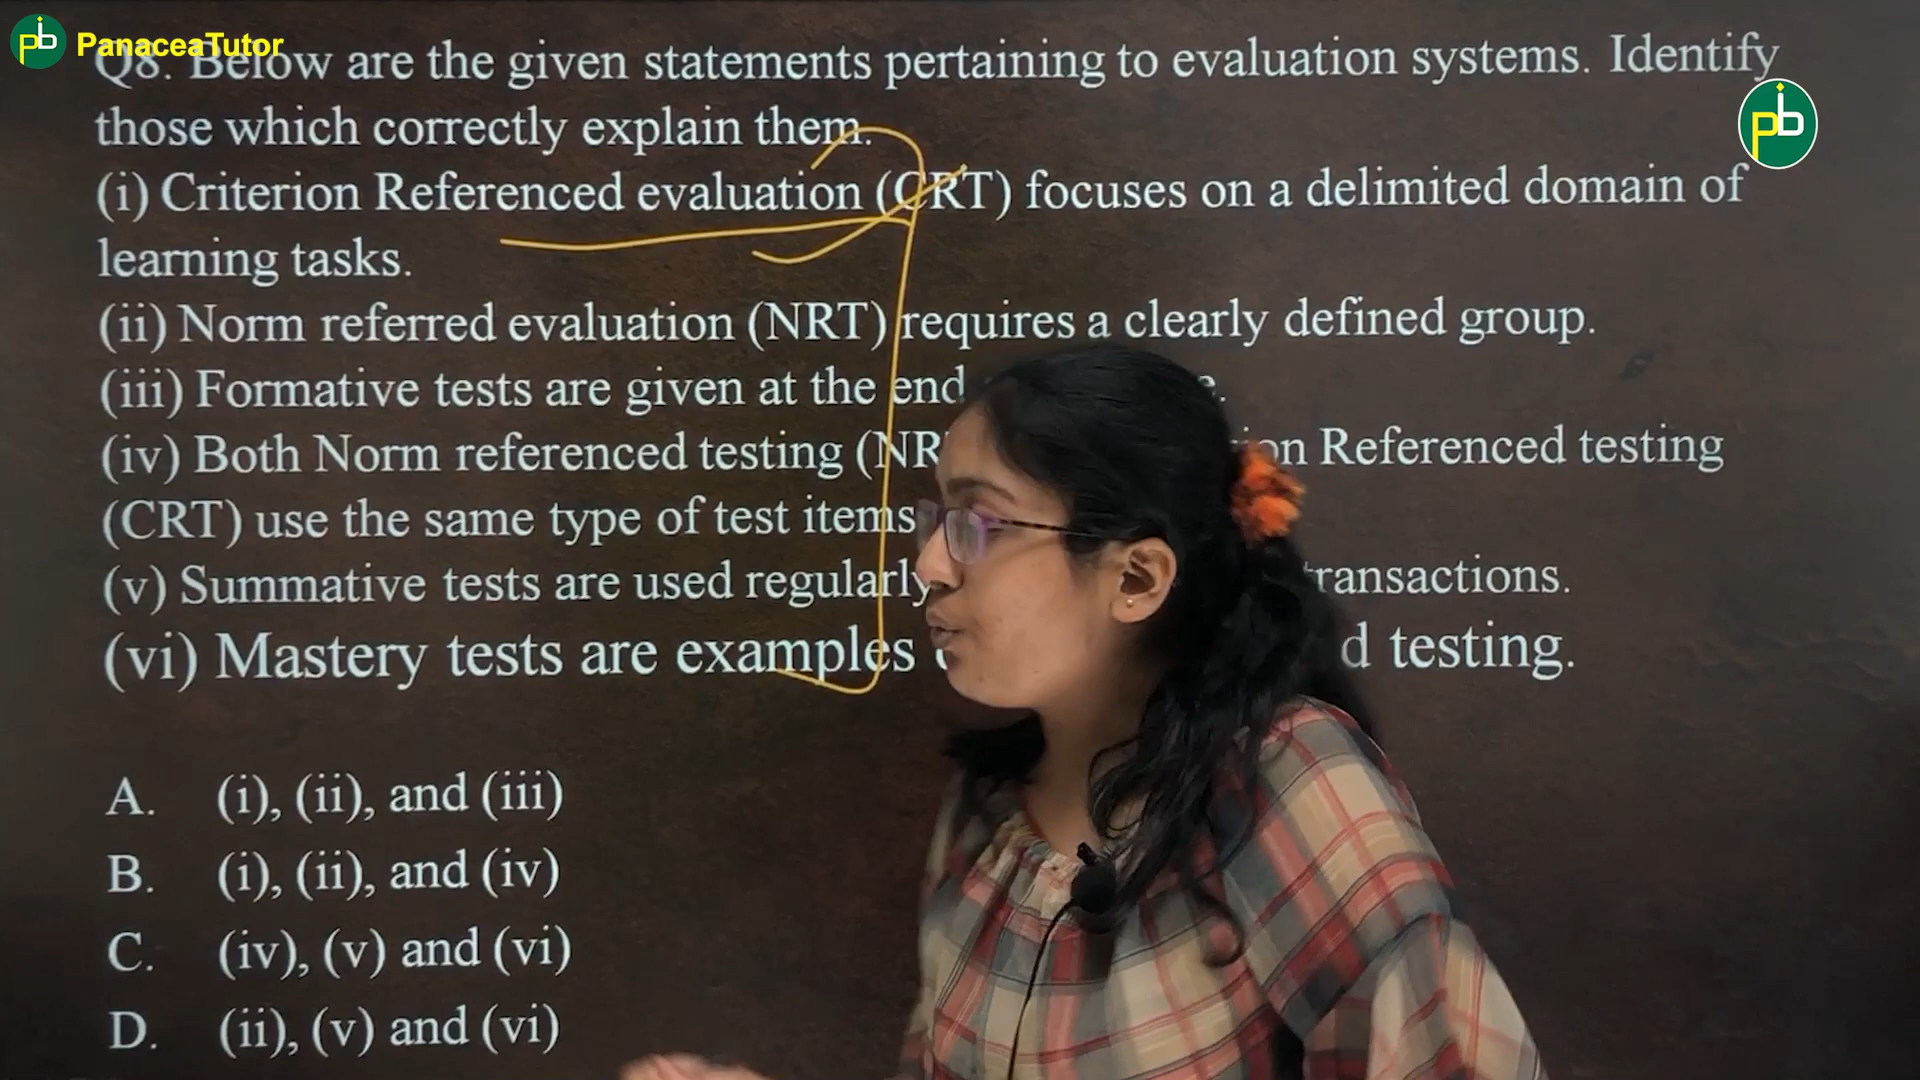 PanaceaTutor
Q8. Below are the given statements pertaining to evaluation systems. Identify
those which correctly explain them.
pb
(i) Criterion Referenced evaluation (CRT) focuses on a delimited domain of
learning tasks.
(ii) Norm referred evaluation (NRT) requires a clearly defined group.
(iii) Formative tests are given at the end
(iv) Both Norm referenced testing (NR Referenced testing
(CRT) use the same type of test items
(v) Summative tests are used regularly
(vi) Mastery tests are examples testing.
A. (i), (ii), and (iii)
B. (i), (ii), and (iv)
C. (iv), (v) and (vi)
D. (ii), (v) and (vi)